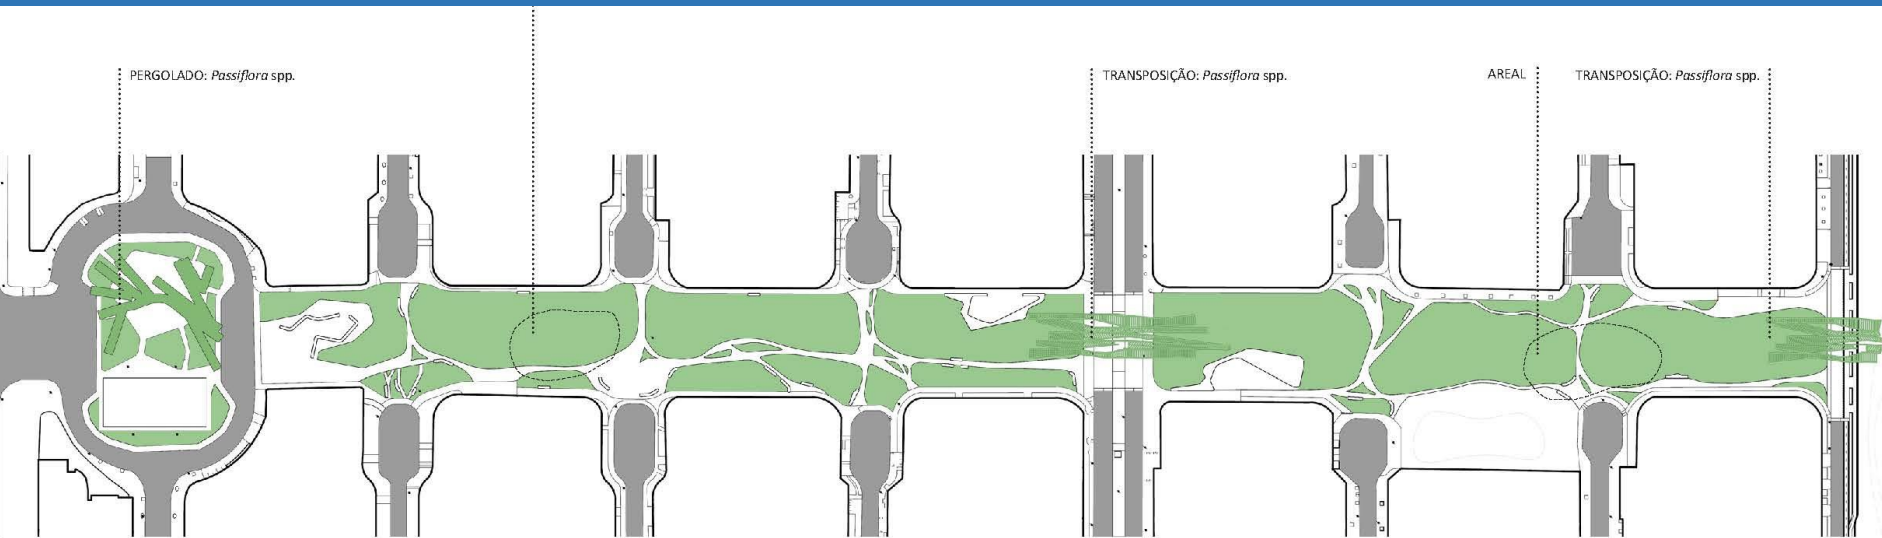 PERGOLADO: Passiflora spp.
TRANSPOSIÇÃO: Passiflora spp.
AREAL
TRANSPOSIÇÃO: Passiflora spp.